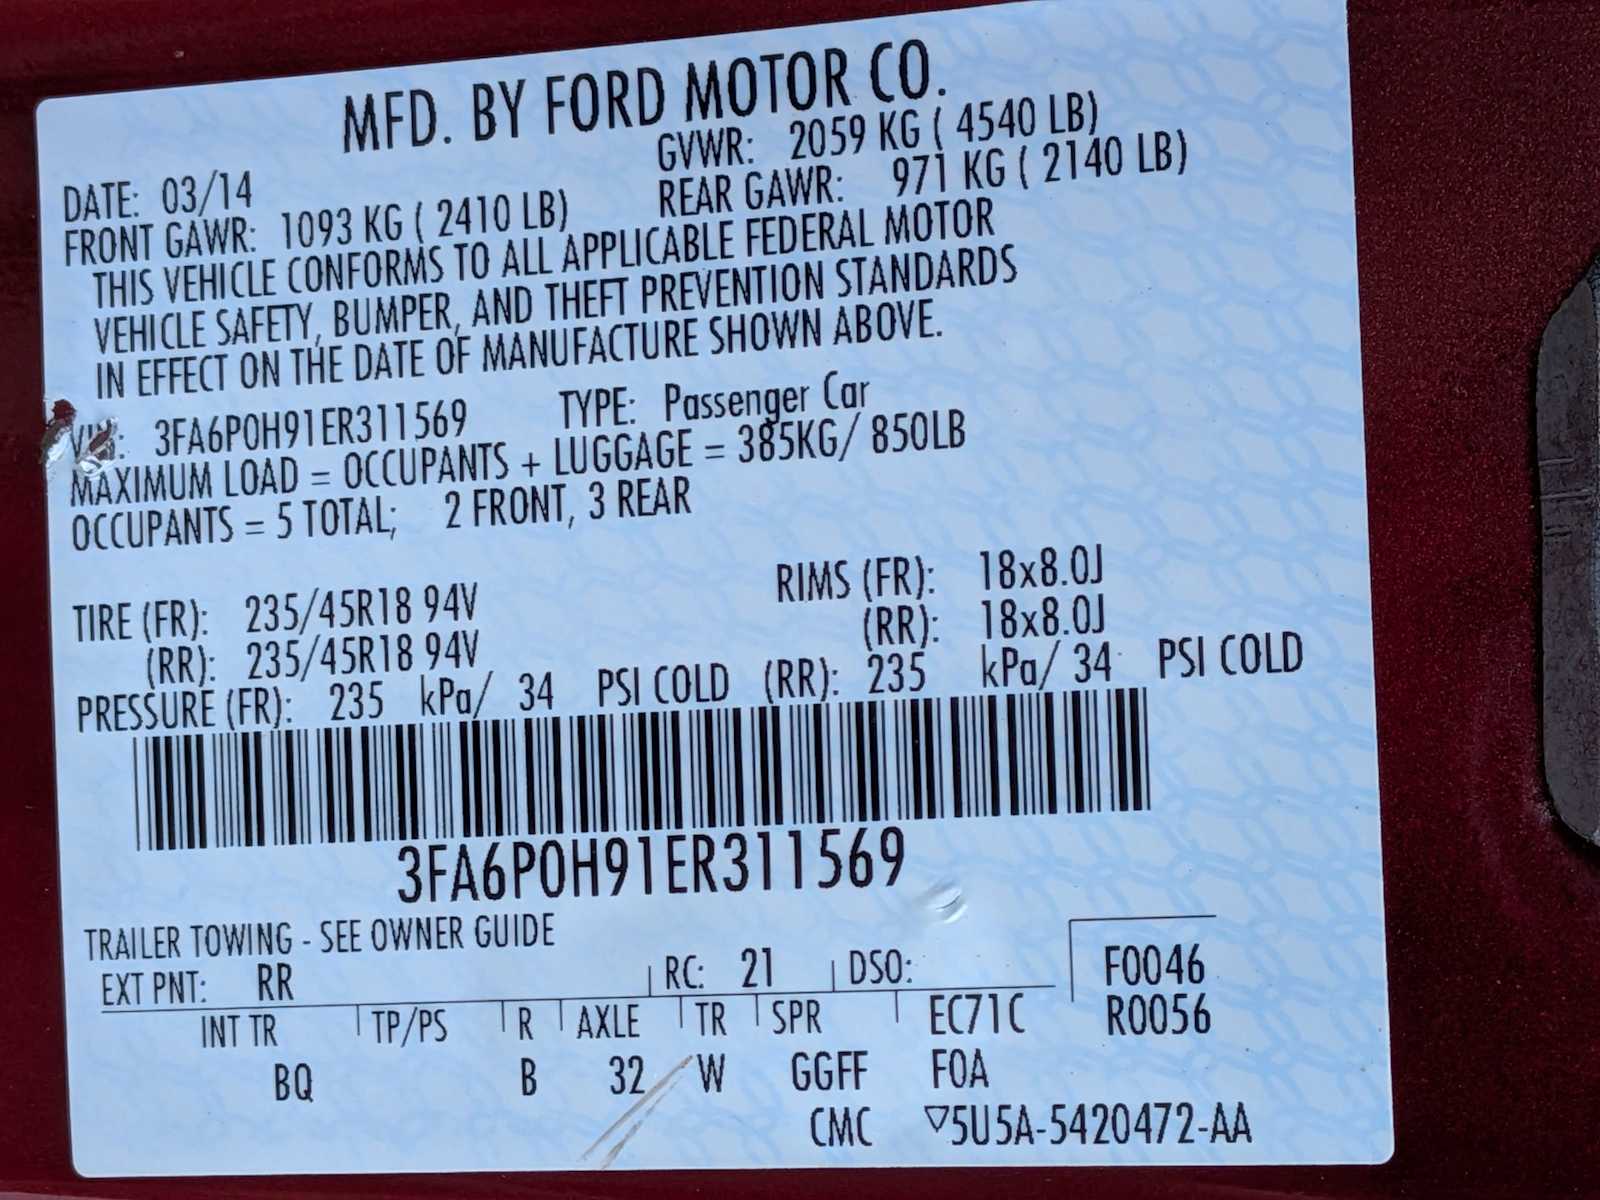 MFD. BY FORD MOTOR CO.
DATE: 03/14 GVWR: 2059 KG ( 4540 LB)
FRONT GAWR: 1093 KG ( 2410 LB) REAR GAWR: 971 KG ( 2140 LB)
THIS VEHICLE CONFORMS TO ALL APPLICABLE FEDERAL MOTOR
VEHICLE SAFETY, BUMPER, AND THEFT PREVENTION STANDARDS
IN EFFECT ON THE DATE OF MANUFACTURE SHOWN ABOVE.
VIN: 3FA6P0H91ER311569 TYPE: Passenger Car
MAXIMUM LOAD = OCCUPANTS + LUGGAGE = 385KG/ 850LB
OCCUPANTS = 5 TOTAL; 2 FRONT, 3 REAR
TIRE (FR): 235/45R18 94V RIMS (FR): 18x8.0J
(RR): 235/45R18 94V (RR): 18x8.0J
PRESSURE (FR): 235 kPa/ 34 PSI COLD (RR): 235 kPa/ 34 PSI COLD
3FA6P0H91ER311569
TRAILER TOWING - SEE OWNER GUIDE
EXT PNT: RR RC: 21 DSO: F0046
INT TR TP/PS R AXLE TR SPR EC71C R0056
BQ B 32 W GGFF F0A
CMC ▽5U5A-5420472-AA